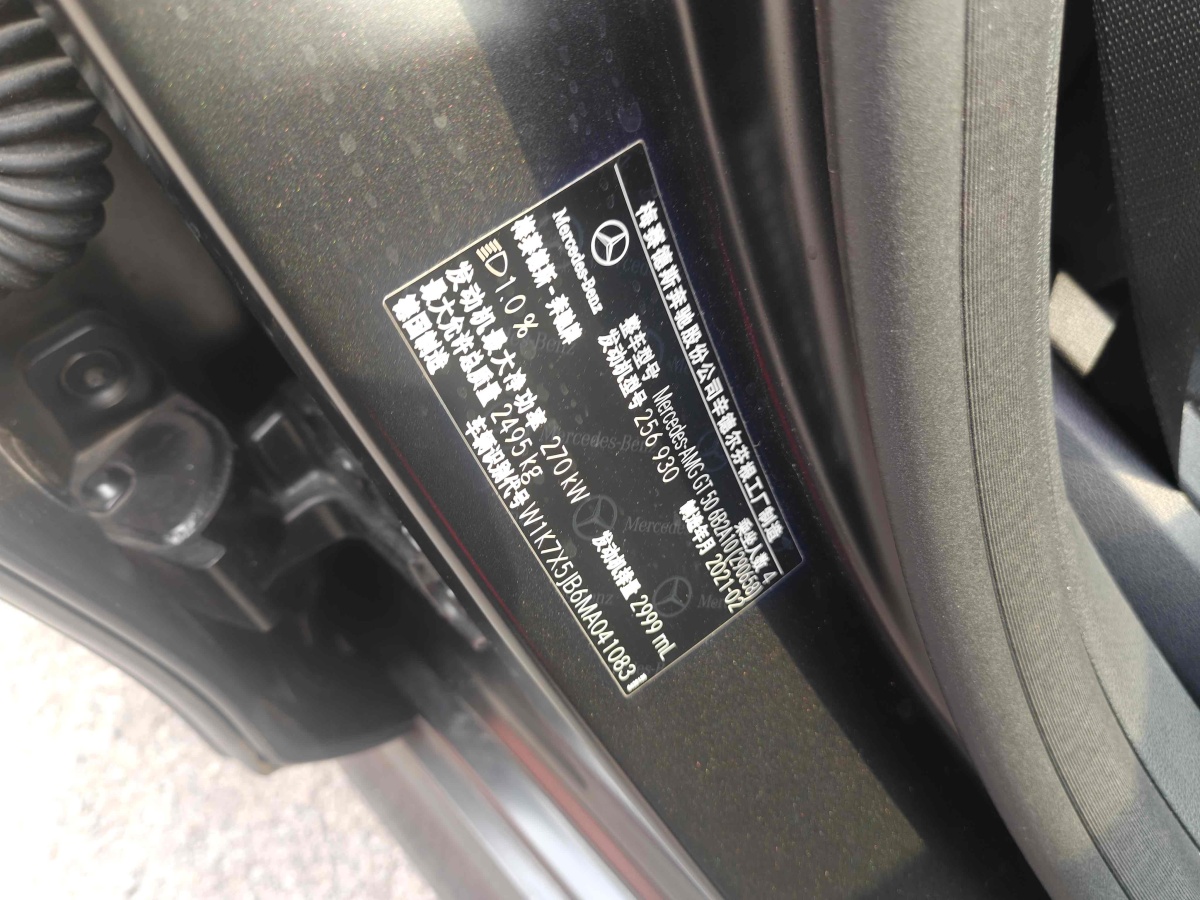 梅赛德斯奔驰股份公司辛德尔芬根工厂制造
Mercedes-Benz
整车型号 Mercedes-AMG GT 50 6B2A10 (290658)
乘坐人数 4
发动机型号 256 930
制造年月 2021-02
梅赛德斯-奔驰牌
1.0 %
发动机最大净功率 270 kW
发动机排量 2999 mL
最大允许总质量 2495 kg
德国制造
车辆识别代号 W1K7X5JB6MA041083